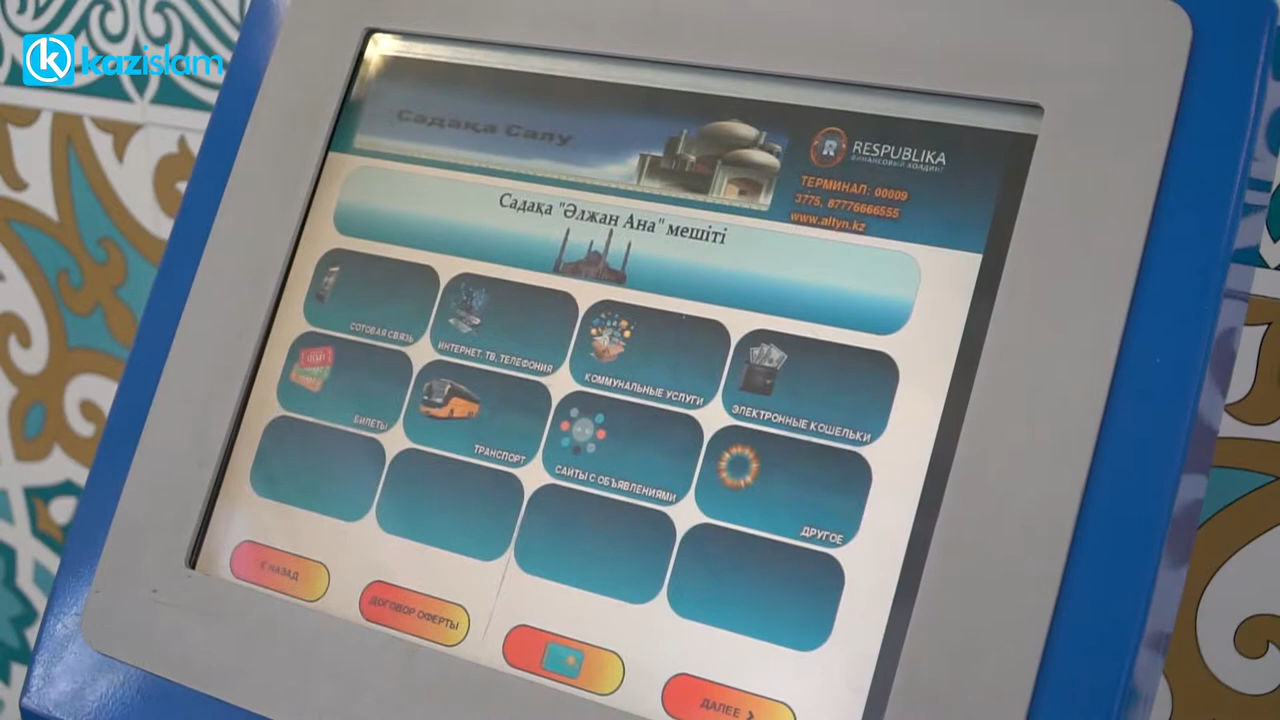 kazislam
Садақа Салу
RESPUBLIKA
ФИНАНСОВЫЙ ХОЛДИНГ
ТЕРМИНАЛ: 00009
3775, 87776666555
www.altyn.kz
Садақа "Әлжан Ана" мешіті
СОТОВАЯ СВЯЗЬ
ИНТЕРНЕТ, ТВ, ТЕЛЕФОНИЯ
КОММУНАЛЬНЫЕ УСЛУГИ
ЭЛЕКТРОННЫЕ КОШЕЛЬКИ
БИЛЕТЫ
ТРАНСПОРТ
САЙТЫ С ОБЪЯВЛЕНИЯМИ
ДРУГОЕ
НАЗАД
ДОГОВОР ОФЕРТЫ
ДАЛЕЕ